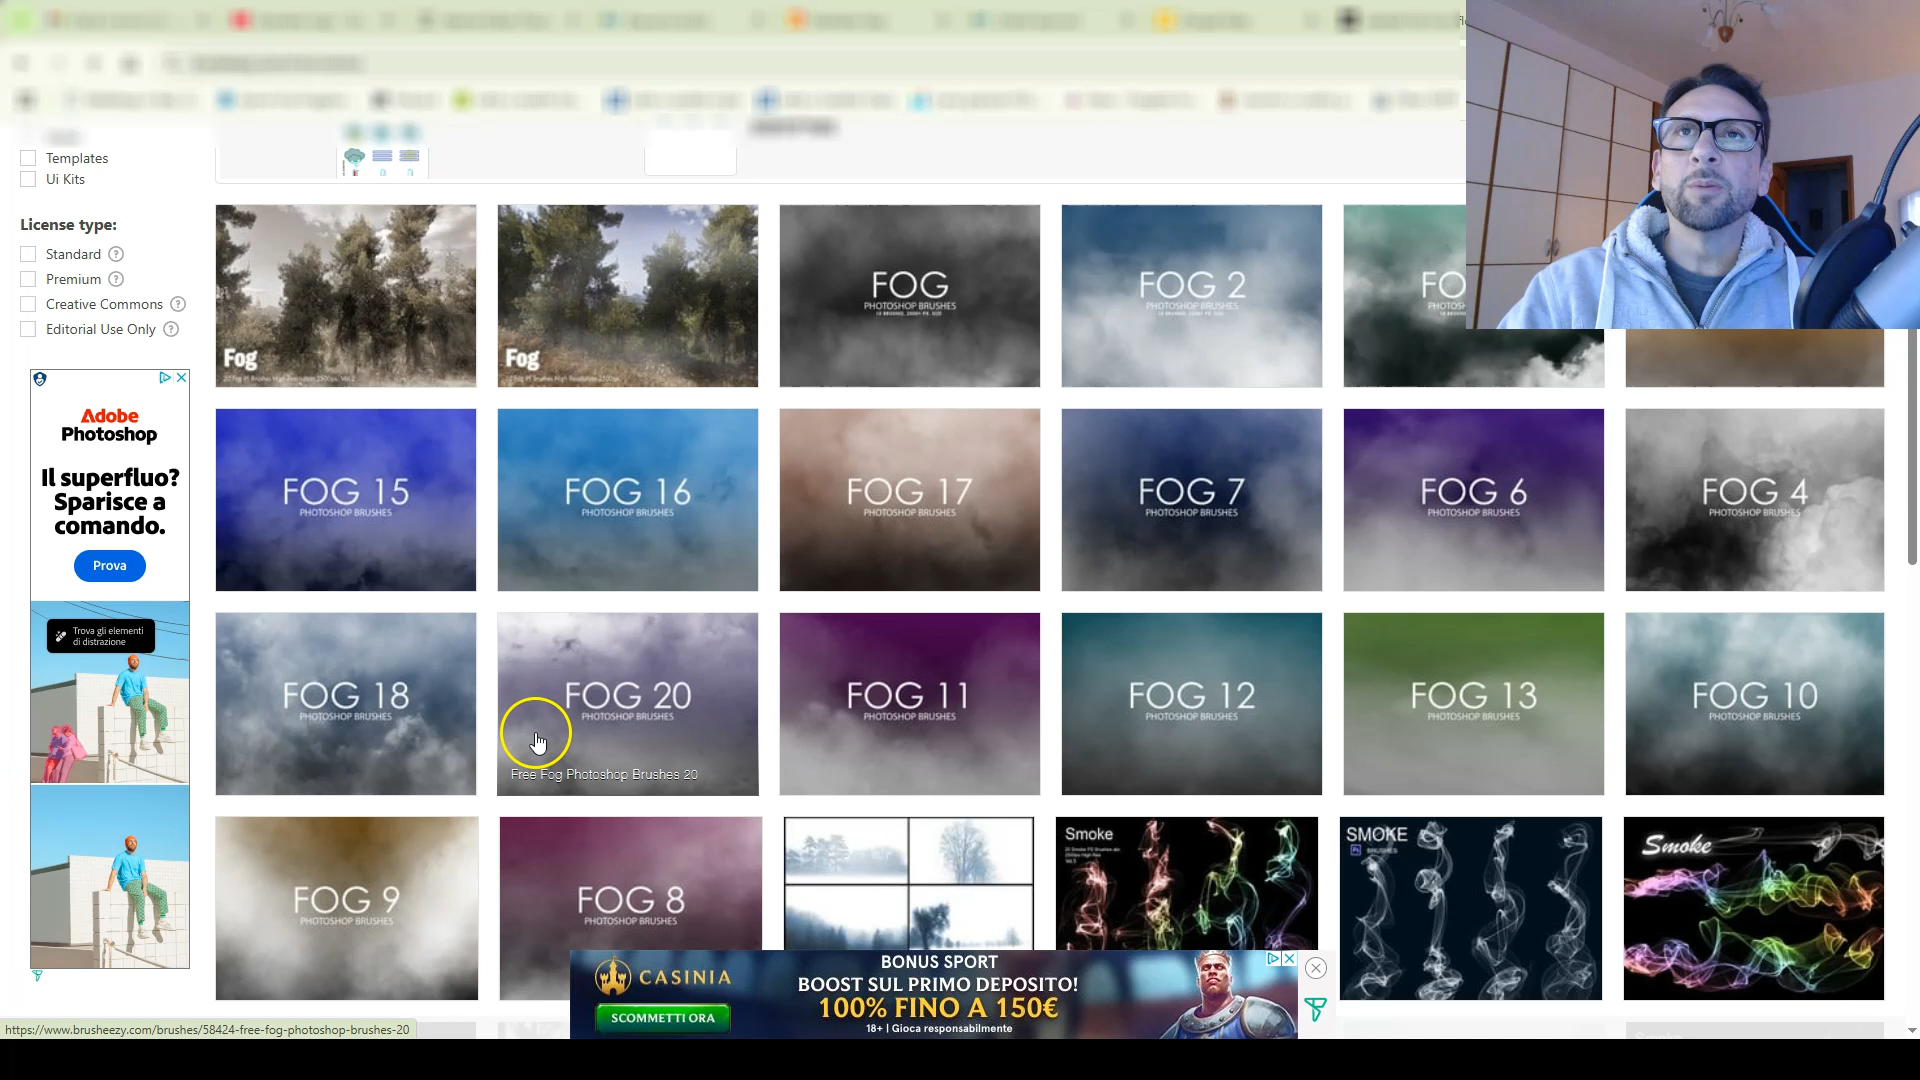 Templates
Ui Kits
License type:
Standard ?
Premium ?
Creative Commons ?
Editorial Use Only ?
Adobe
Photoshop
Il superfluo?
Sparisce a
comando.
Prova
Trova gli elementi
di distrazione
Fog
Fog
FOG
PHOTOSHOP BRUSHES
FOG 2
PHOTOSHOP BRUSHES
FOG 15
PHOTOSHOP BRUSHES
FOG 16
PHOTOSHOP BRUSHES
FOG 17
PHOTOSHOP BRUSHES
FOG 7
PHOTOSHOP BRUSHES
FOG 6
PHOTOSHOP BRUSHES
FOG 4
PHOTOSHOP BRUSHES
FOG 18
PHOTOSHOP BRUSHES
FOG 20
PHOTOSHOP BRUSHES
Free Fog Photoshop Brushes 20
FOG 11
PHOTOSHOP BRUSHES
FOG 12
PHOTOSHOP BRUSHES
FOG 13
PHOTOSHOP BRUSHES
FOG 10
PHOTOSHOP BRUSHES
FOG 9
PHOTOSHOP BRUSHES
FOG 8
PHOTOSHOP BRUSHES
Smoke
SMOKE
Ps BRUSHES
Smoke
CASINIA
SCOMMETTI ORA
BONUS SPORT
BOOST SUL PRIMO DEPOSITO!
100% FINO A 150€
18+ | Gioca responsabilmente
https://www.brusheezy.com/brushes/58424-free-fog-photoshop-brushes-20